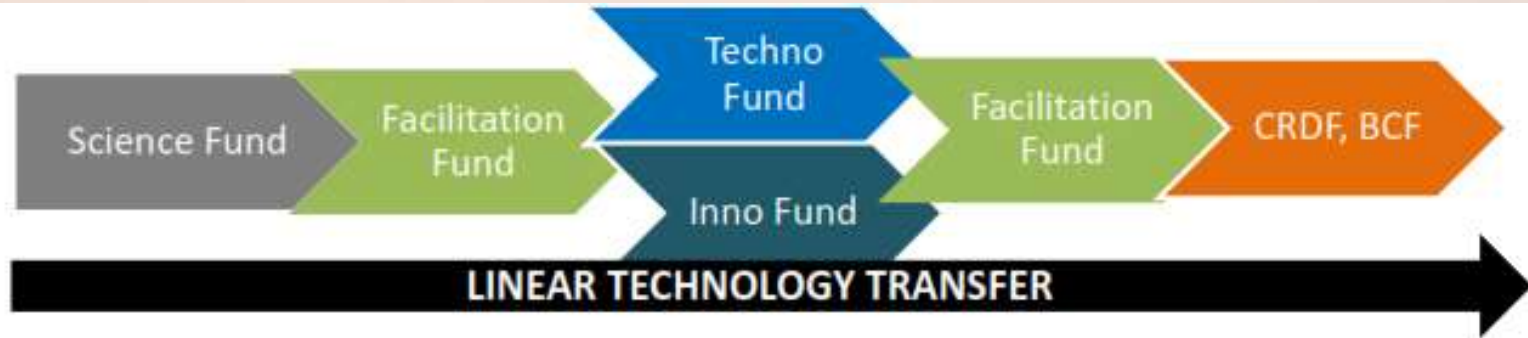 Science Fund
Facilitation
Fund
Techno
Fund
Inno Fund
Facilitation
Fund
CRDF, BCF
LINEAR TECHNOLOGY TRANSFER